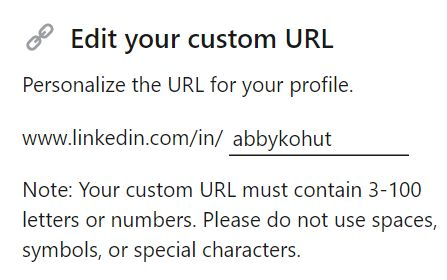 Edit your custom URL
Personalize the URL for your profile.
www.linkedin.com/in/ abbykohut
Note: Your custom URL must contain 3-100
letters or numbers. Please do not use spaces,
symbols, or special characters.